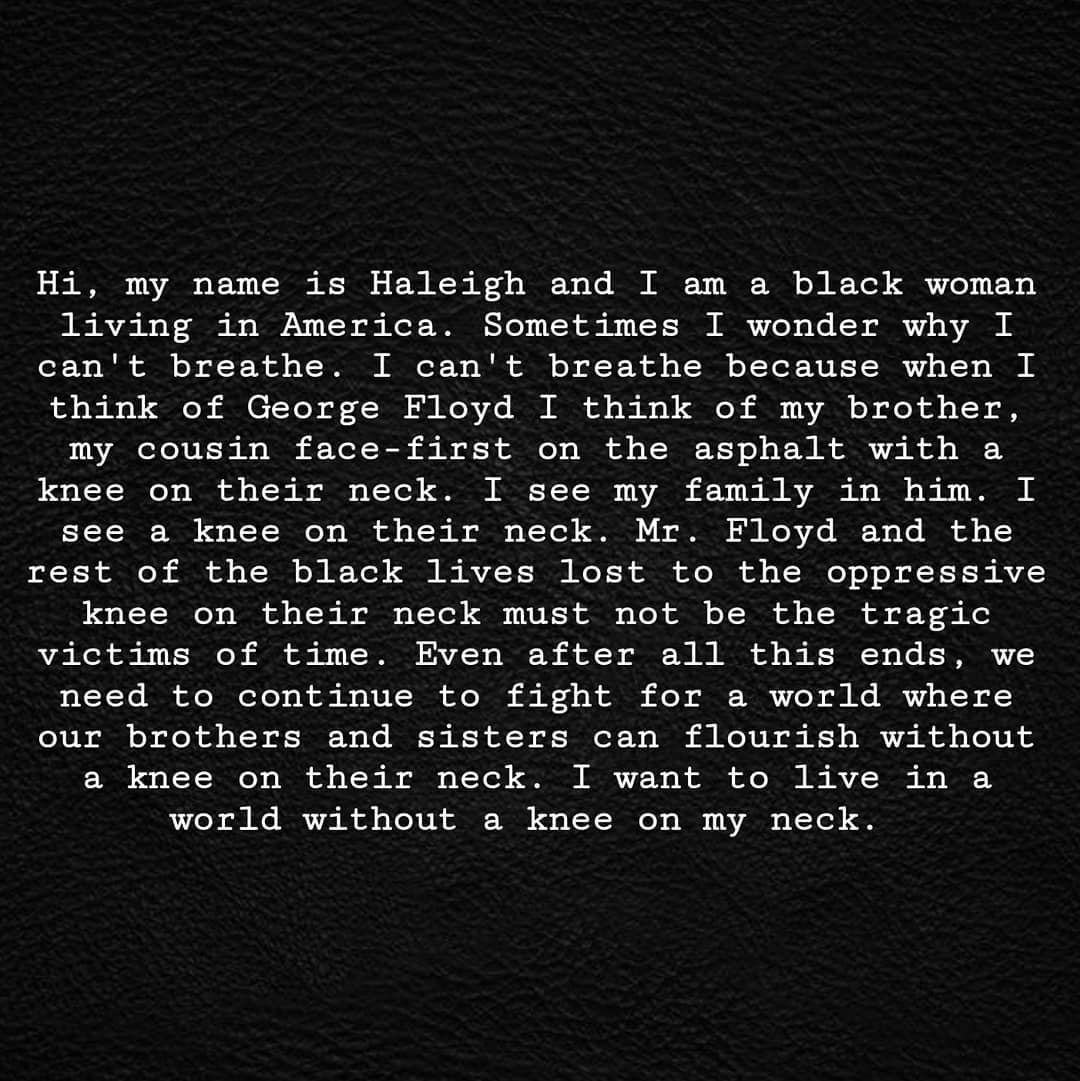 Hi, my name is Haleigh and I am a black woman
living in America. Sometimes I wonder why I
can't breathe. I can't breathe because when I
think of George Floyd I think of my brother,
my cousin face-first on the asphalt with a
knee on their neck. I see my family in him. I
see a knee on their neck. Mr. Floyd and the
rest of the black lives lost to the oppressive
knee on their neck must not be the tragic
victims of time. Even after all this ends, we
need to continue to fight for a world where
our brothers and sisters can flourish without
a knee on their neck. I want to live in a
world without a knee on my neck.